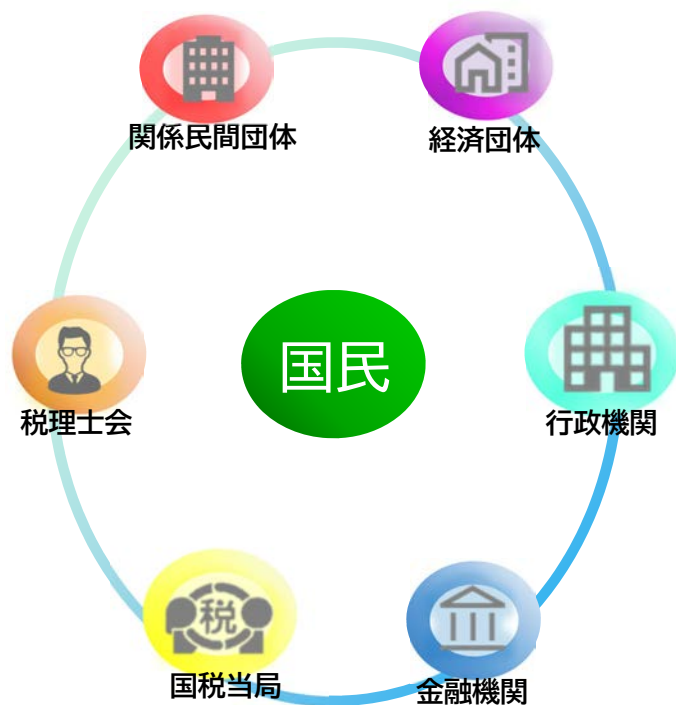 関係民間団体
経済団体
国民
税理士会
行政機関
税
国税当局
金融機関